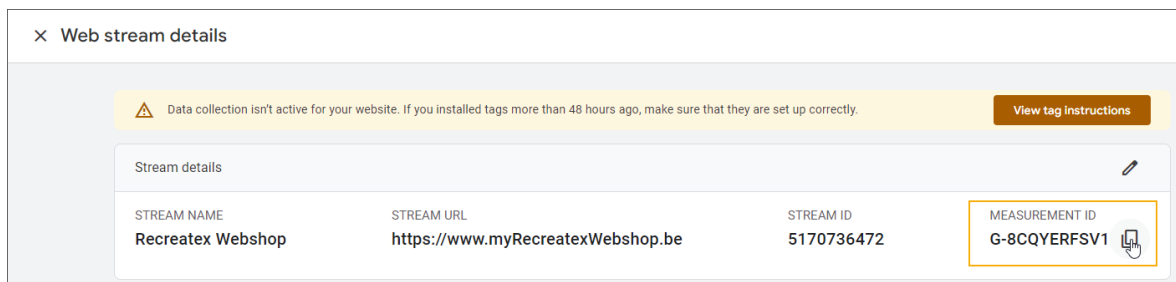 Web stream details
Data collection isn't active for your website. If you installed tags more than 48 hours ago, make sure that they are set up correctly.
View tag instructions
Stream details
STREAM NAME
Recreatex Webshop
STREAM URL
https://www.myRecreatexWebshop.be
STREAM ID
5170736472
MEASUREMENT ID
G-8CQYERFSV1